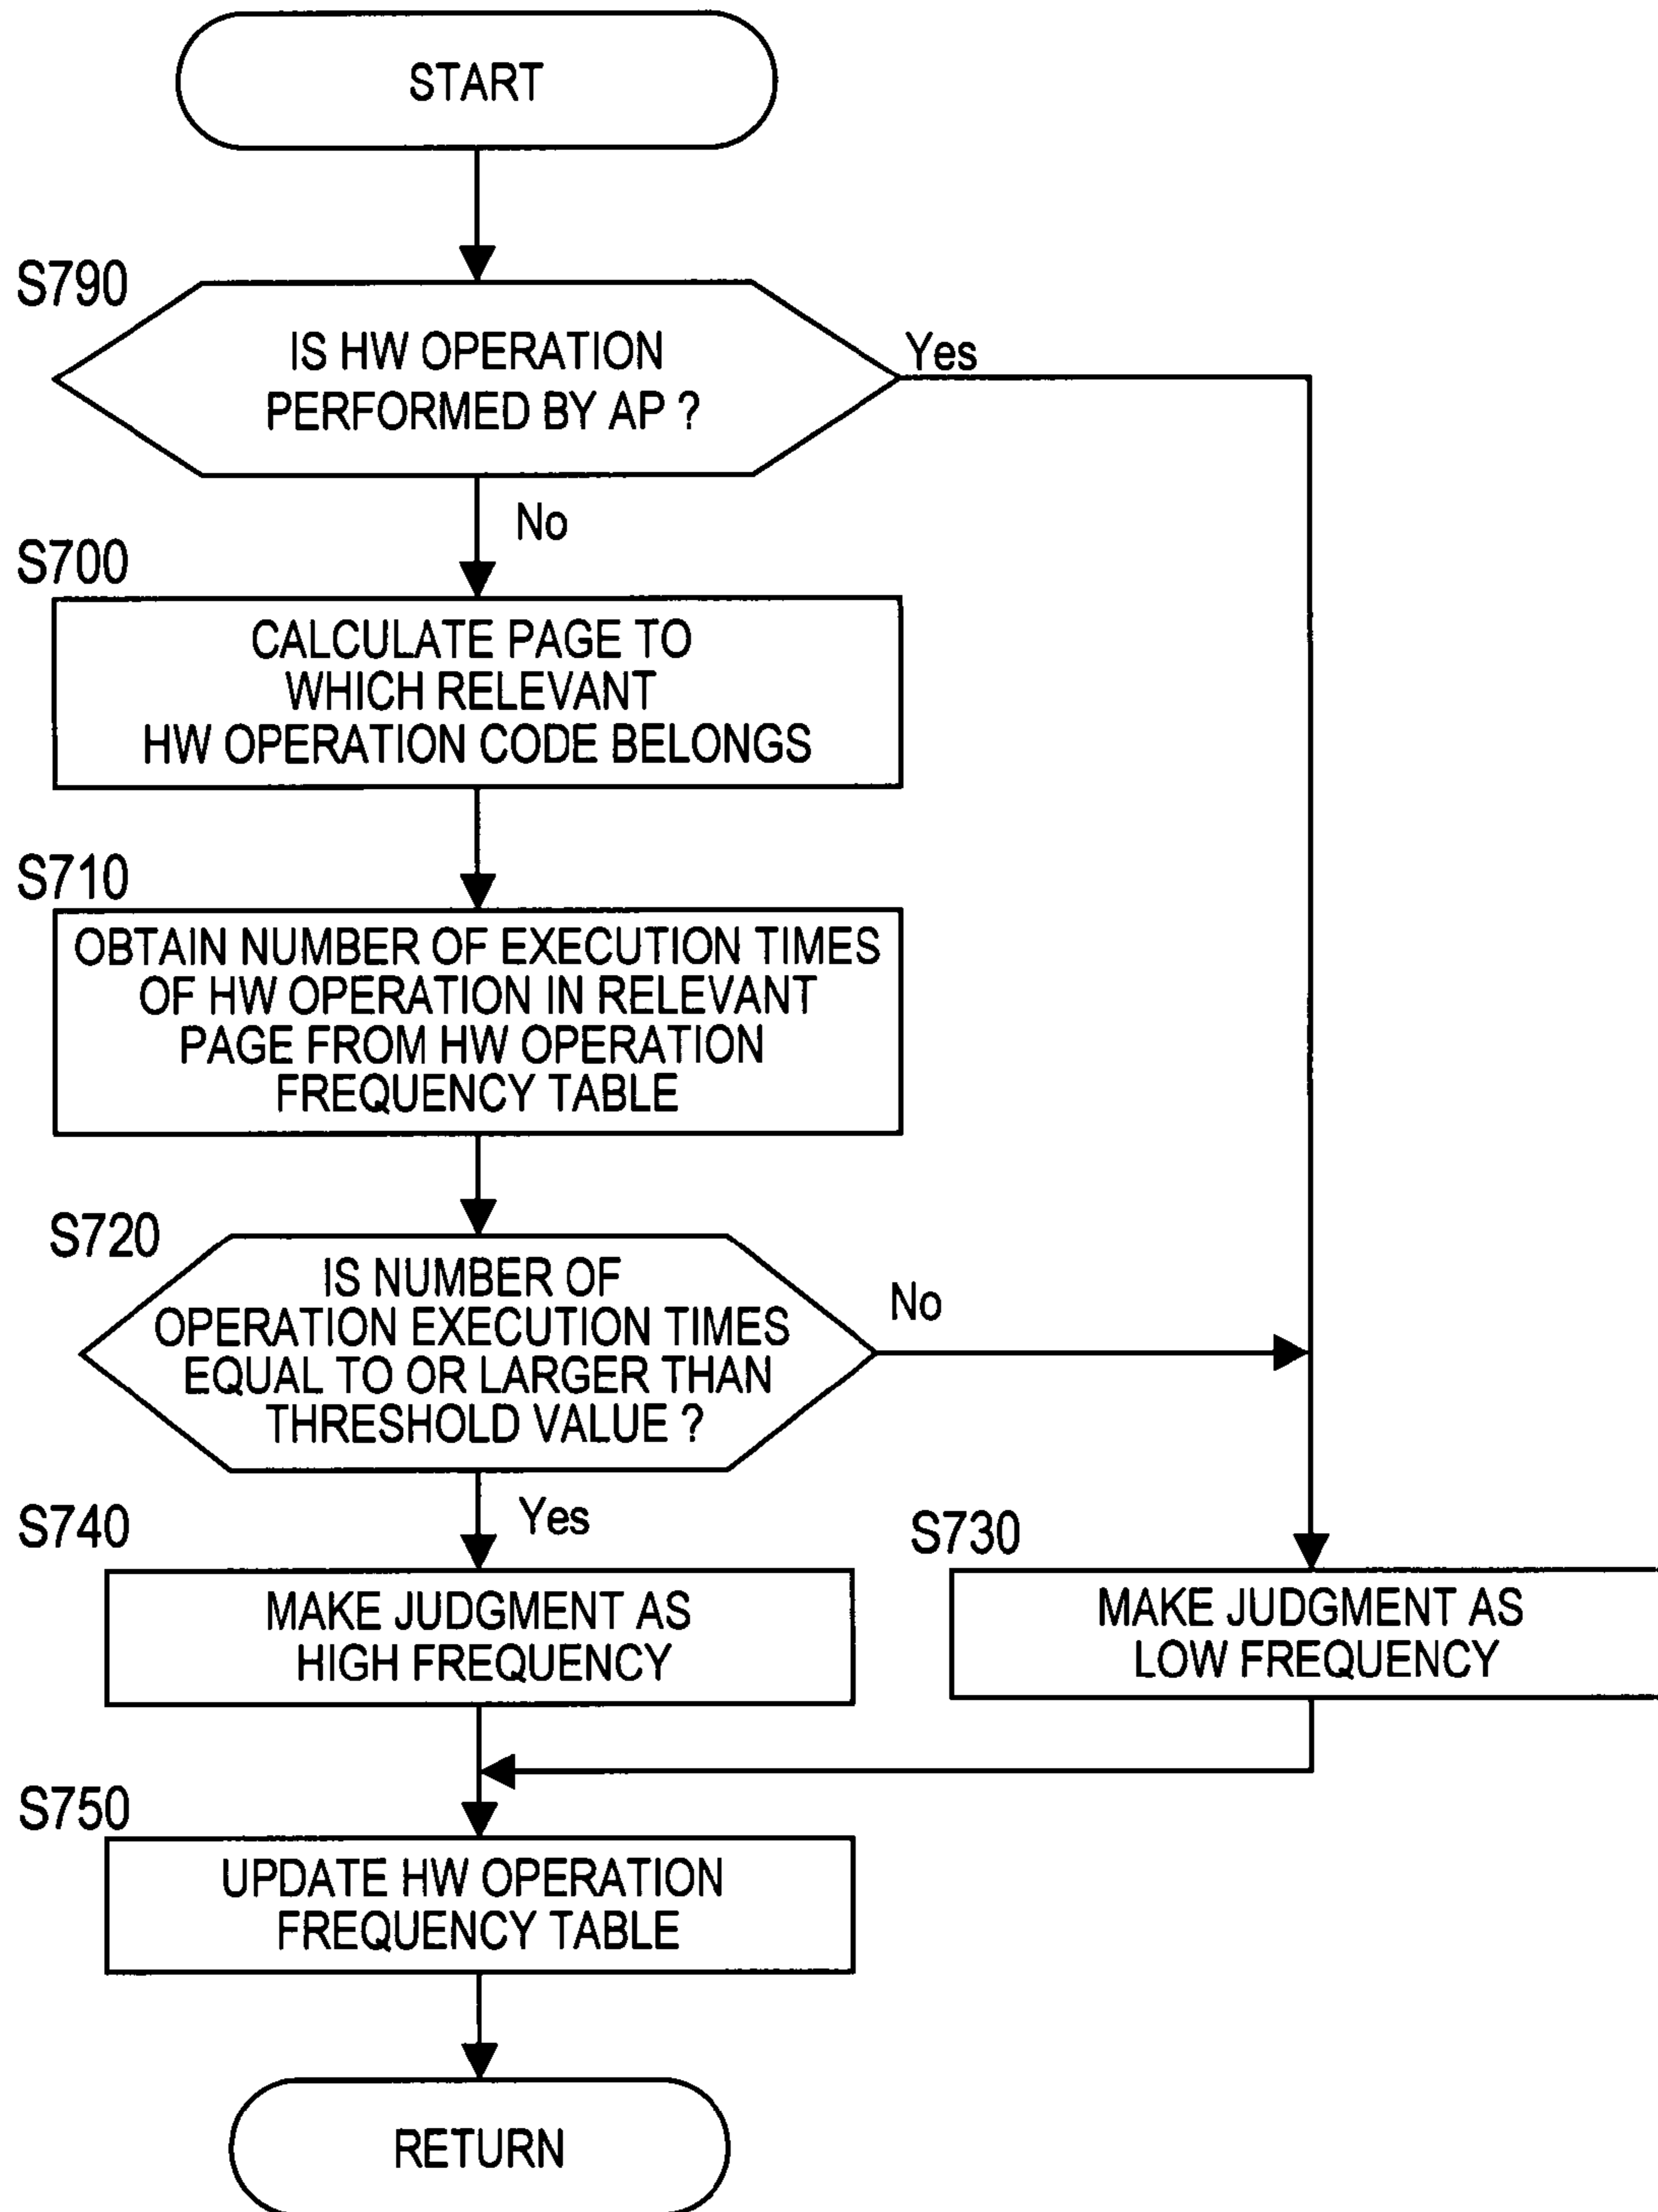 START
S790
IS HW OPERATION
PERFORMED BY AP ?
Yes
No
S700
CALCULATE PAGE TO
WHICH RELEVANT
HW OPERATION CODE BELONGS
S710
OBTAIN NUMBER OF EXECUTION TIMES
OF HW OPERATION IN RELEVANT
PAGE FROM HW OPERATION
FREQUENCY TABLE
S720
IS NUMBER OF
OPERATION EXECUTION TIMES
EQUAL TO OR LARGER THAN
THRESHOLD VALUE ?
No
Yes
S740
MAKE JUDGMENT AS
HIGH FREQUENCY
S730
MAKE JUDGMENT AS
LOW FREQUENCY
S750
UPDATE HW OPERATION
FREQUENCY TABLE
RETURN